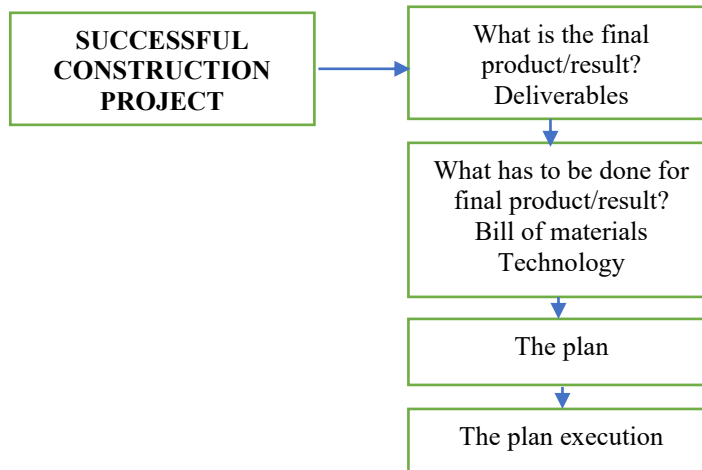 SUCCESSFUL
CONSTRUCTION
PROJECT
What is the final
product/result?
Deliverables
What has to be done for
final product/result?
Bill of materials
Technology
The plan
The plan execution